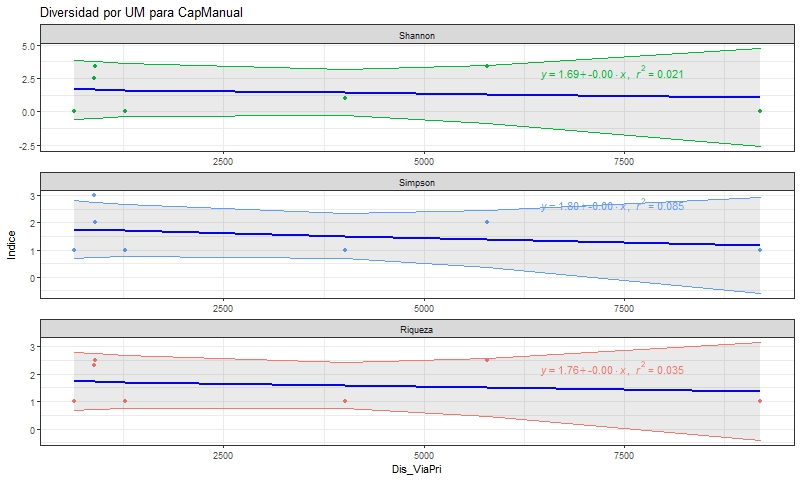 Diversidad por UM para CapManual
Shannon
5.0
2.5
0.0
-2.5
y = 1.69+-0.00 · x, r² = 0.021
2500 5000 7500
Simpson
3
2
1
0
y = 1.80+-0.00 · x, r² = 0.085
2500 5000 7500
Riqueza
3
2
1
0
y = 1.76+-0.00 · x, r² = 0.035
2500 5000 7500
Indice
Dis_ViaPri